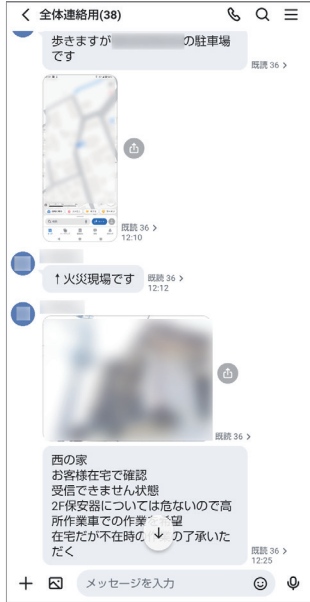 全体連絡用(38)
歩きますが の駐車場
です
既読 36
既読 36
12:10
↑火災現場です
既読 36
12:12
既読 36
西の家
お客様在宅で確認
受信できません状態
2F保安器については危ないので高
所作業車での作業 希望
在宅だが不在時の の了承いた
だく
既読 36
12:25
メッセージを入力